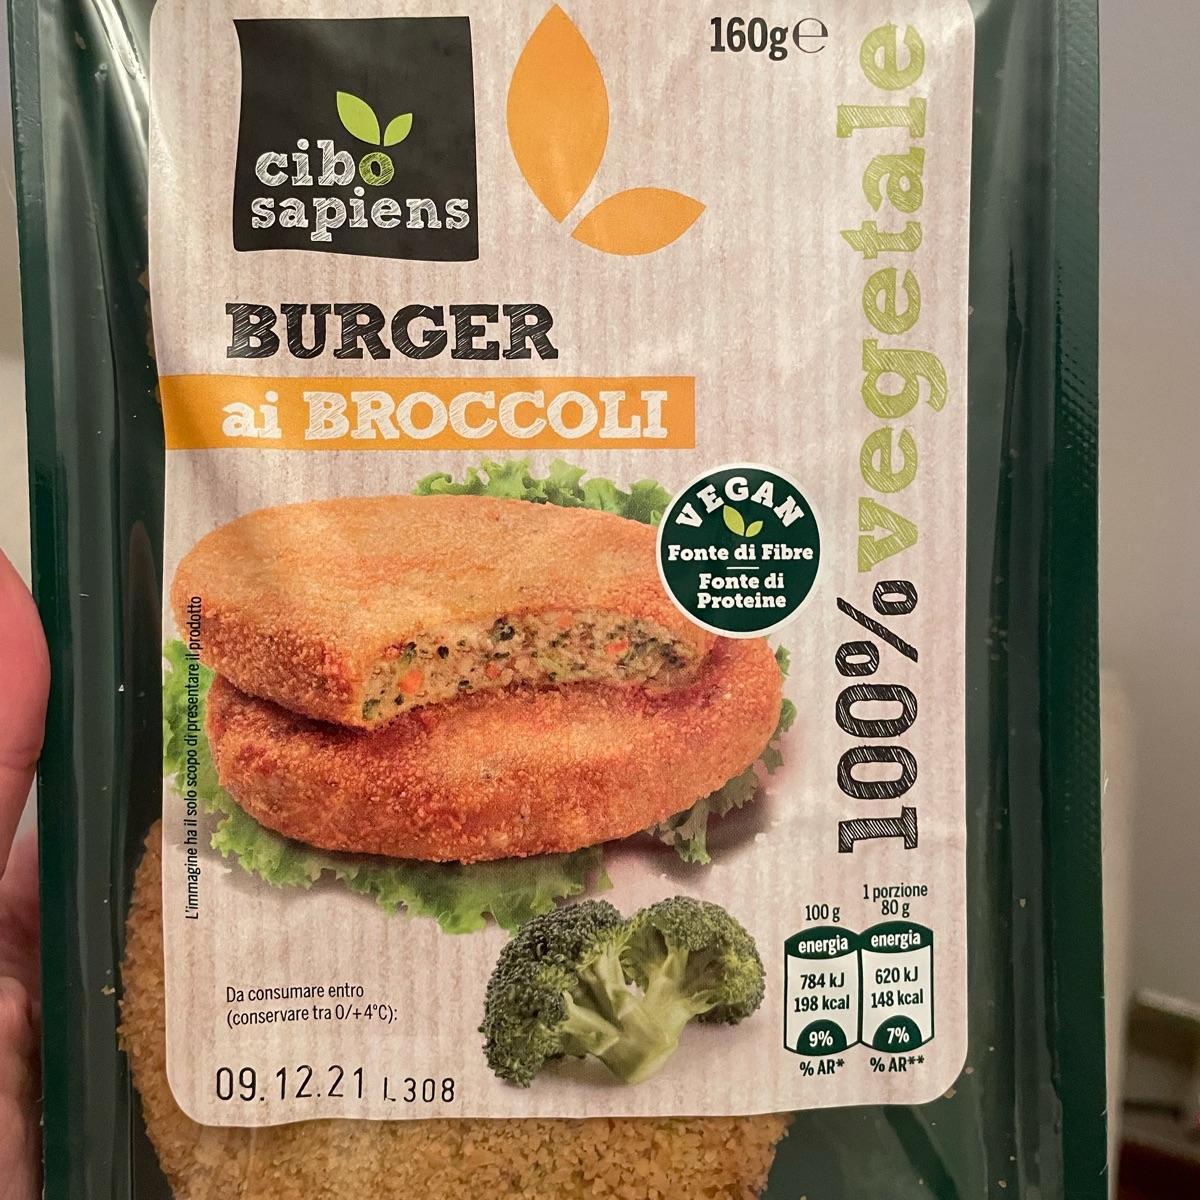 160g℮
cibo
sapiens
BURGER
ai BROCCOLI
100% vegetale
VEGAN
Fonte di Fibre
Fonte di
Proteine
L'immagine ha il solo scopo di presentare il prodotto
100 g
energia
784 kJ
198 kcal
9%
% AR*
1 porzione
80 g
energia
620 kJ
148 kcal
7%
% AR**
Da consumare entro
(conservare tra 0/+4°C):
09.12.21 L308